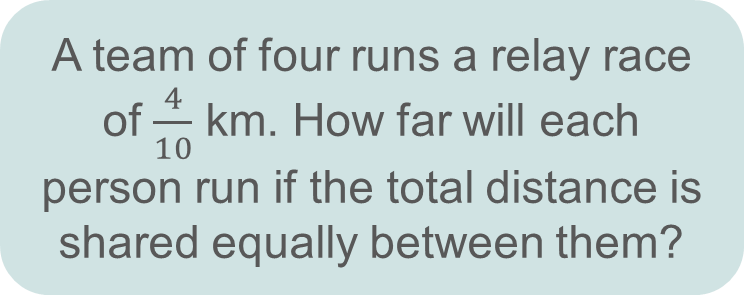 A team of four runs a relay race
of 4/10 km. How far will each
person run if the total distance is
shared equally between them?